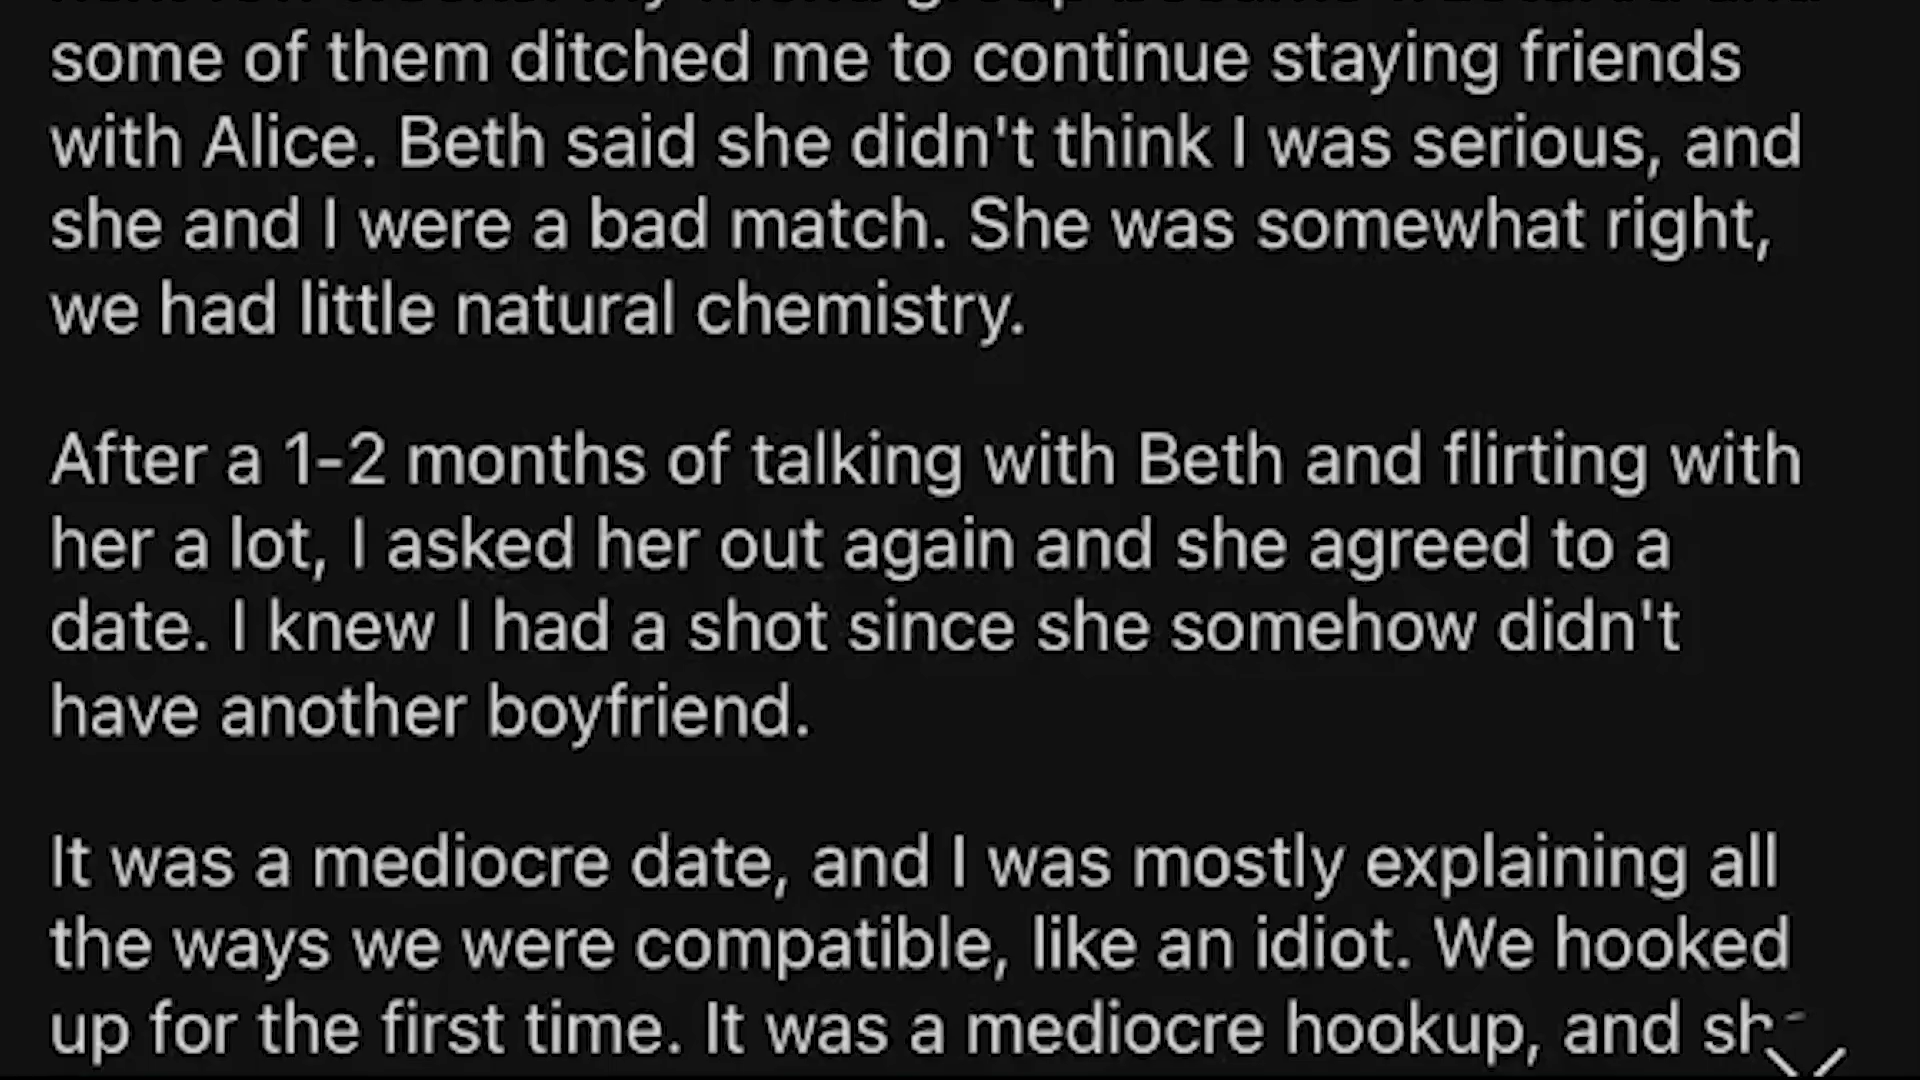 some of them ditched me to continue staying friends
with Alice. Beth said she didn't think I was serious, and
she and I were a bad match. She was somewhat right,
we had little natural chemistry.
After a 1-2 months of talking with Beth and flirting with
her a lot, I asked her out again and she agreed to a
date. I knew I had a shot since she somehow didn't
have another boyfriend.
It was a mediocre date, and I was mostly explaining all
the ways we were compatible, like an idiot. We hooked
up for the first time. It was a mediocre hookup, and